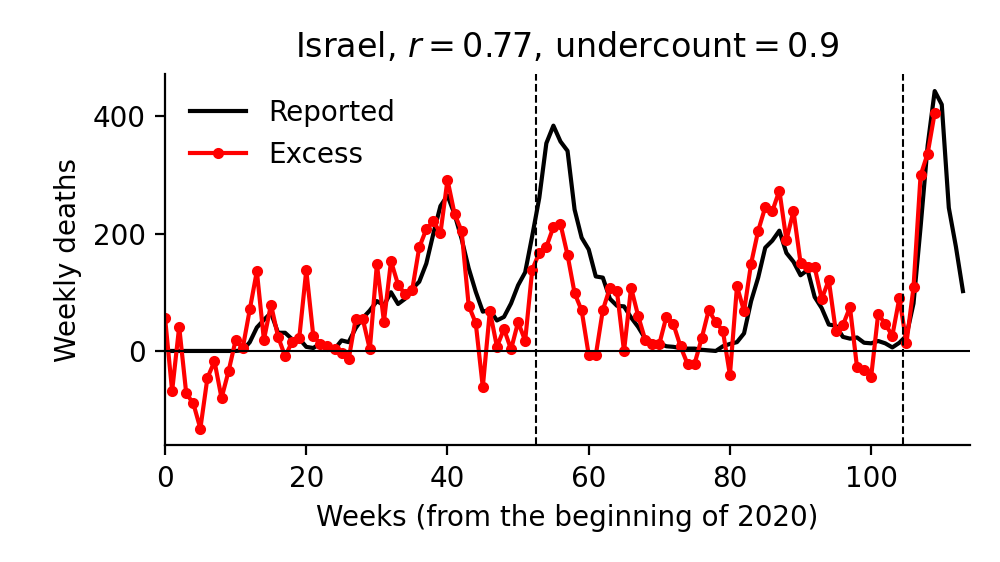 Israel, r = 0.77, undercount = 0.9
Reported
Excess
Weekly deaths
400
200
0
0 20 40 60 80 100
Weeks (from the beginning of 2020)